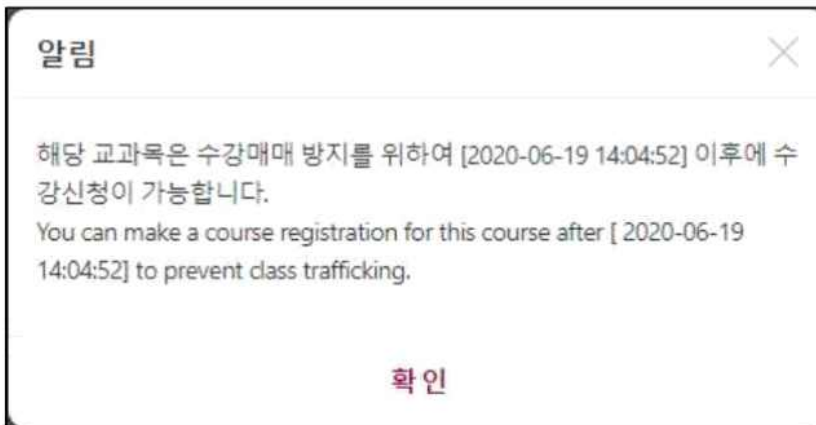 알림
해당 교과목은 수강매매 방지를 위하여 [2020-06-19 14:04:52] 이후에 수
강신청이 가능합니다.
You can make a course registration for this course after [ 2020-06-19
14:04:52] to prevent class trafficking.
확인